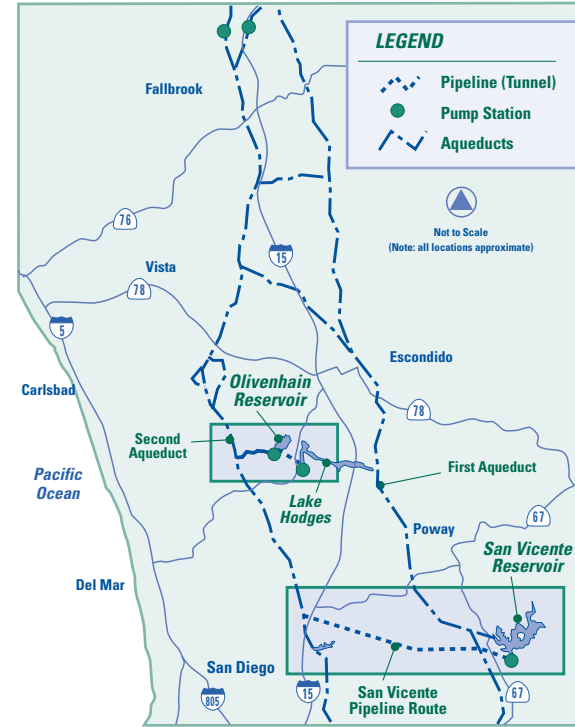 LEGEND
Pipeline (Tunnel)
Pump Station
Aqueducts
Fallbrook
76
Not to Scale
(Note: all locations approximate)
15
Vista
78
5
Escondido
Carlsbad
Olivenhain
Reservoir
78
Second
Aqueduct
First Aqueduct
Pacific
Ocean
Lake
Hodges
67
Poway
San Vicente
Reservoir
Del Mar
San Diego
805
15
San Vicente
Pipeline Route
67